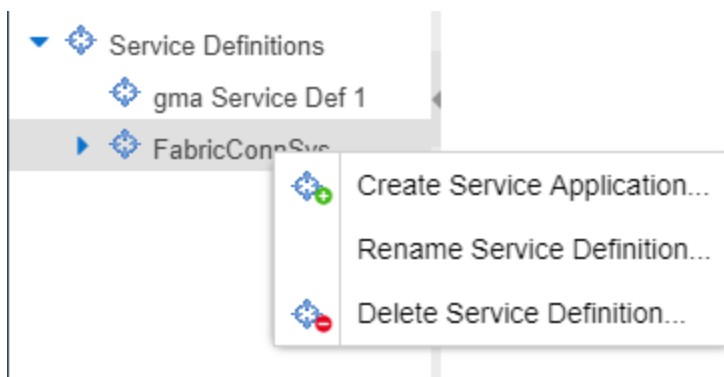 Service Definitions
gma Service Def 1
FabricConnSys
Create Service Application...
Rename Service Definition...
Delete Service Definition...